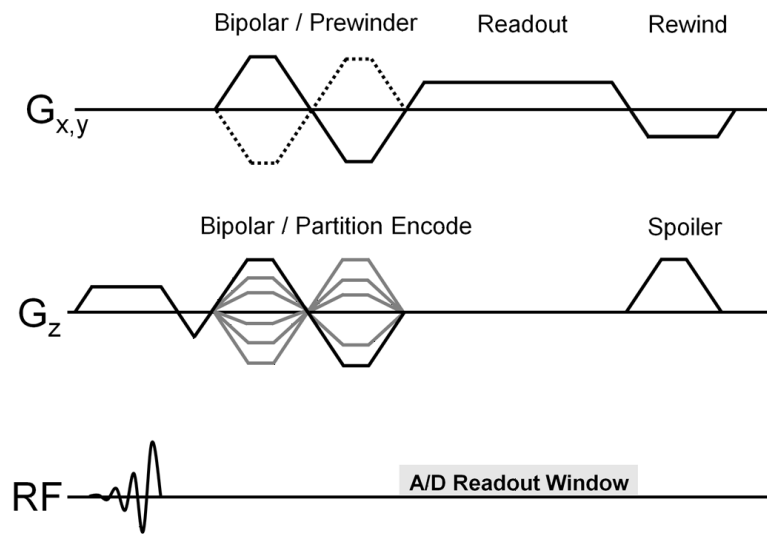 Bipolar / Prewinder Readout Rewind
Gx,y
Bipolar / Partition Encode Spoiler
Gz
A/D Readout Window
RF